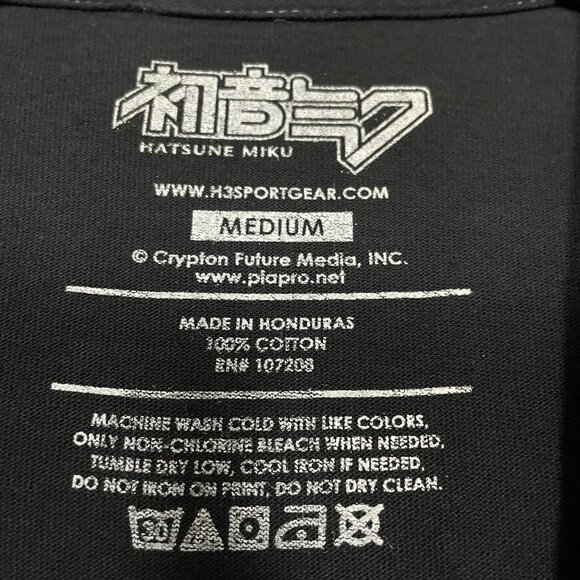 初音ミク
HATSUNE MIKU
WWW.H3SPORTGEAR.COM
MEDIUM
© Crypton Future Media, INC.
www.piapro.net
MADE IN HONDURAS
100% COTTON
RN# 107208
MACHINE WASH COLD WITH LIKE COLORS,
ONLY NON-CHLORINE BLEACH WHEN NEEDED,
TUMBLE DRY LOW, COOL IRON IF NEEDED,
DO NOT IRON ON PRINT, DO NOT DRY CLEAN.
30